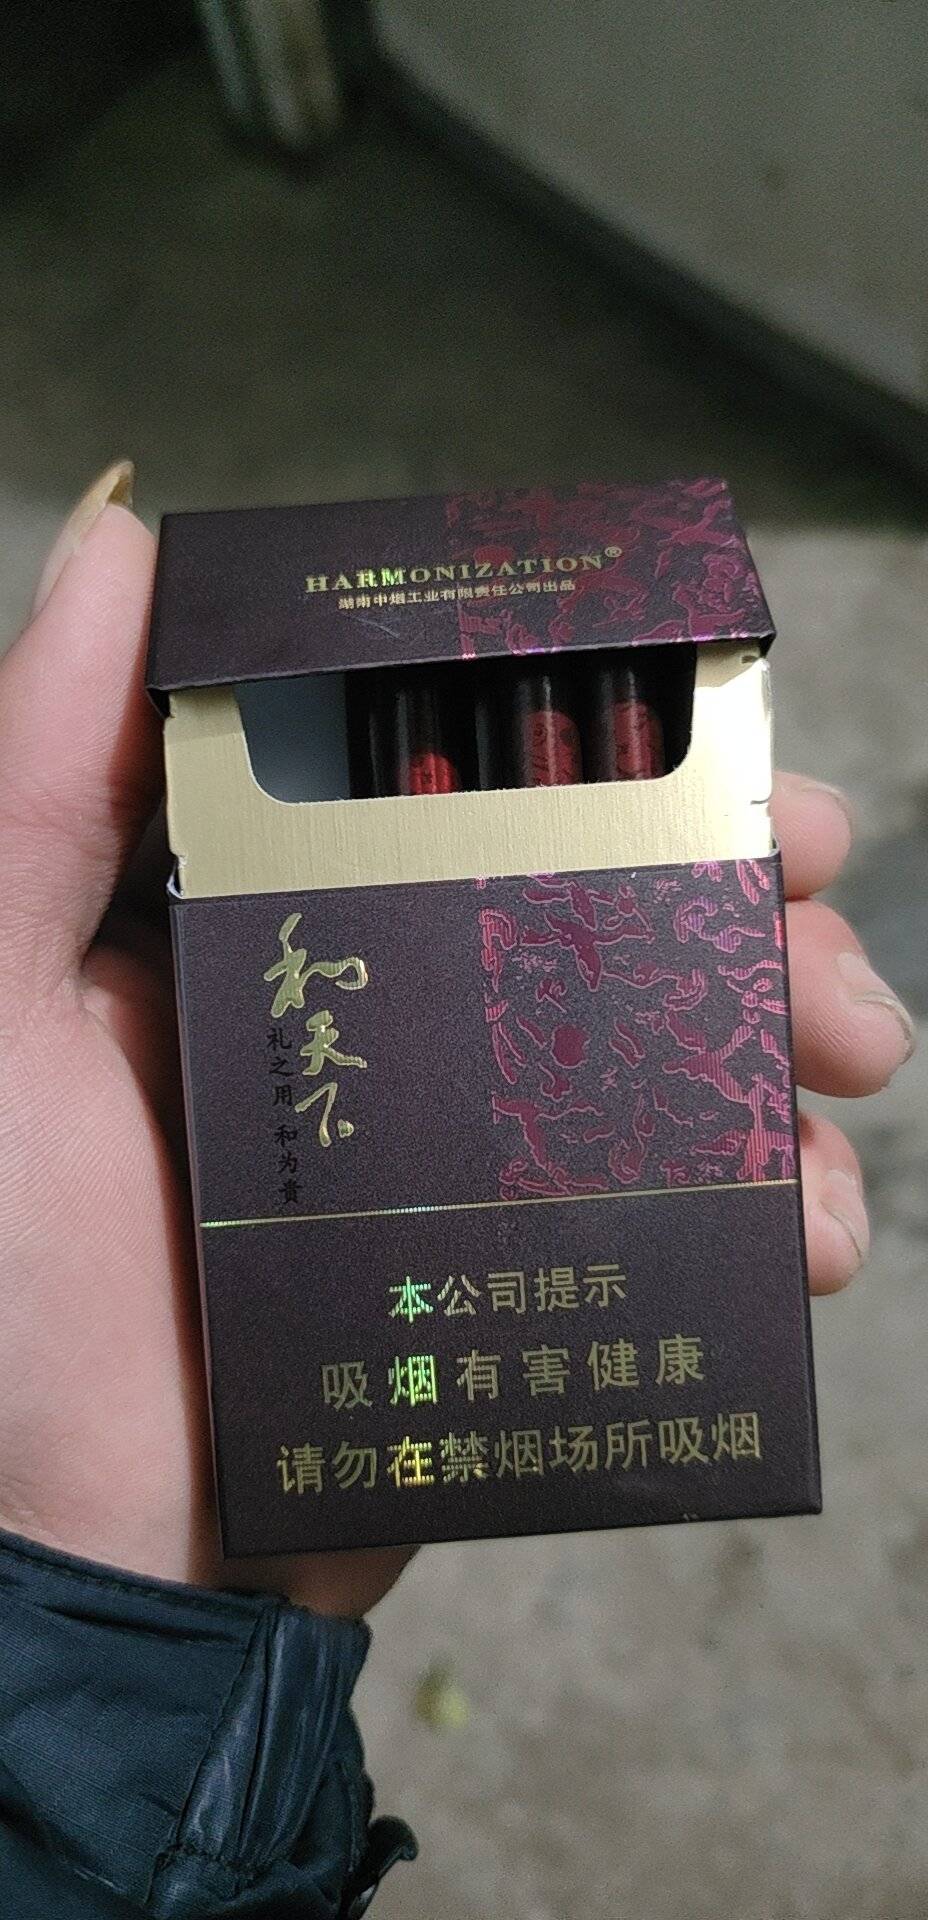 HARMONIZATION®
湖南中烟工业有限责任公司出品
和天下
礼之用 和为贵
本公司提示
吸烟有害健康
请勿在禁烟场所吸烟